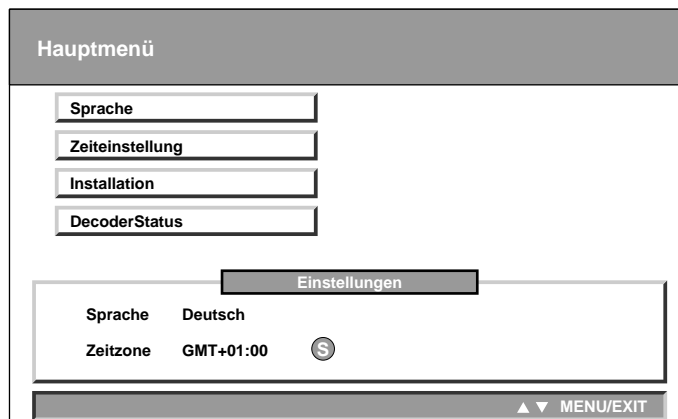 Hauptmenü
Sprache
Zeiteinstellung
Installation
DecoderStatus
Einstellungen
Sprache Deutsch
Zeitzone GMT+01:00 S
▲ ▼ MENU/EXIT